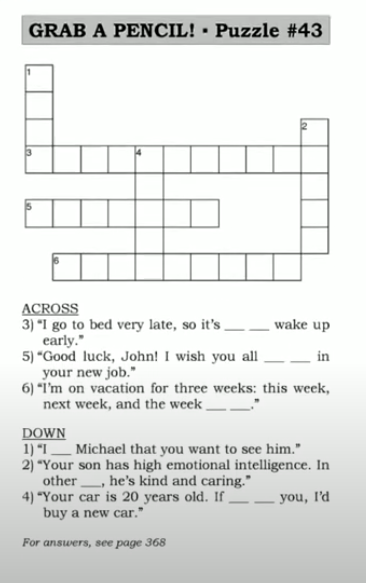 GRAB A PENCIL! · Puzzle #43
1
2
3 4
5
6
ACROSS
3) “I go to bed very late, so it’s ___ ___ wake up
early.”
5) “Good luck, John! I wish you all ___ ___ in
your new job.”
6) “I’m on vacation for three weeks: this week,
next week, and the week ___ ___.”
DOWN
1) “I ___ Michael that you want to see him.”
2) “Your son has high emotional intelligence. In
other ___, he’s kind and caring.”
4) “Your car is 20 years old. If ___ ___ you, I’d
buy a new car.”
For answers, see page 368